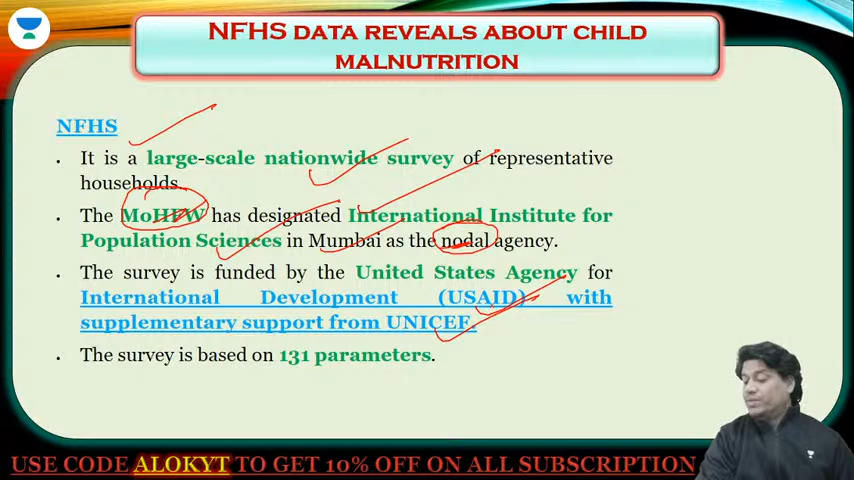 NFHS DATA REVEALS ABOUT CHILD
MALNUTRITION
NFHS
• It is a large-scale nationwide survey of representative
households.
• The MoHFW has designated International Institute for
Population Sciences in Mumbai as the nodal agency.
• The survey is funded by the United States Agency for
International Development (USAID) with
supplementary support from UNICEF.
• The survey is based on 131 parameters.
USE CODE ALOKYT TO GET 10% OFF ON ALL SUBSCRIPTION